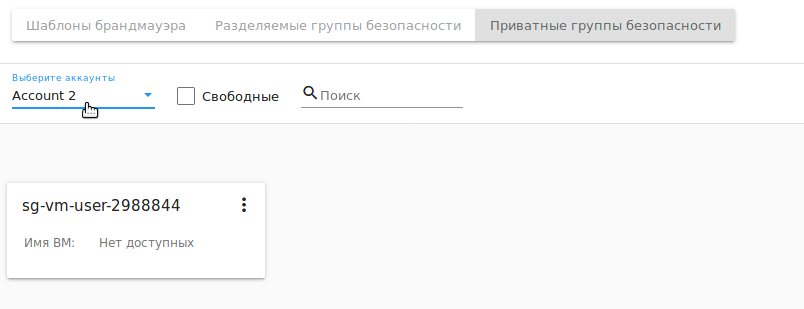 Шаблоны брандмауэра Разделяемые группы безопасности Приватные группы безопасности
Выберите аккаунты
Account 2 Свободные Поиск
sg-vm-user-2988844
Имя ВМ: Нет доступных